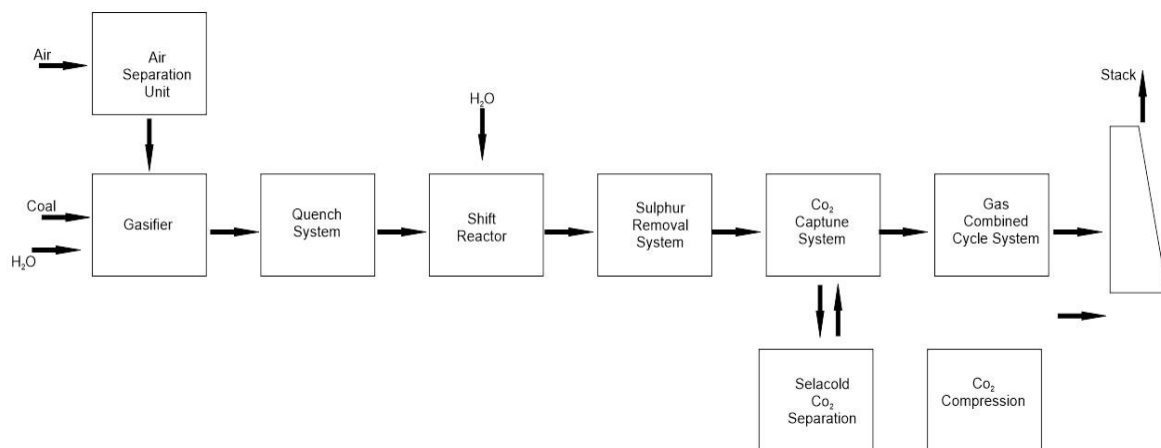 Air
Air
Separation
Unit
Stack
H₂O
Coal
H₂O
Gasifier
Quench
System
Shift
Reactor
Sulphur
Removal
System
Co₂
Captune
System
Gas
Combined
Cycle System
Selacold
Co₂
Separation
Co₂
Compression